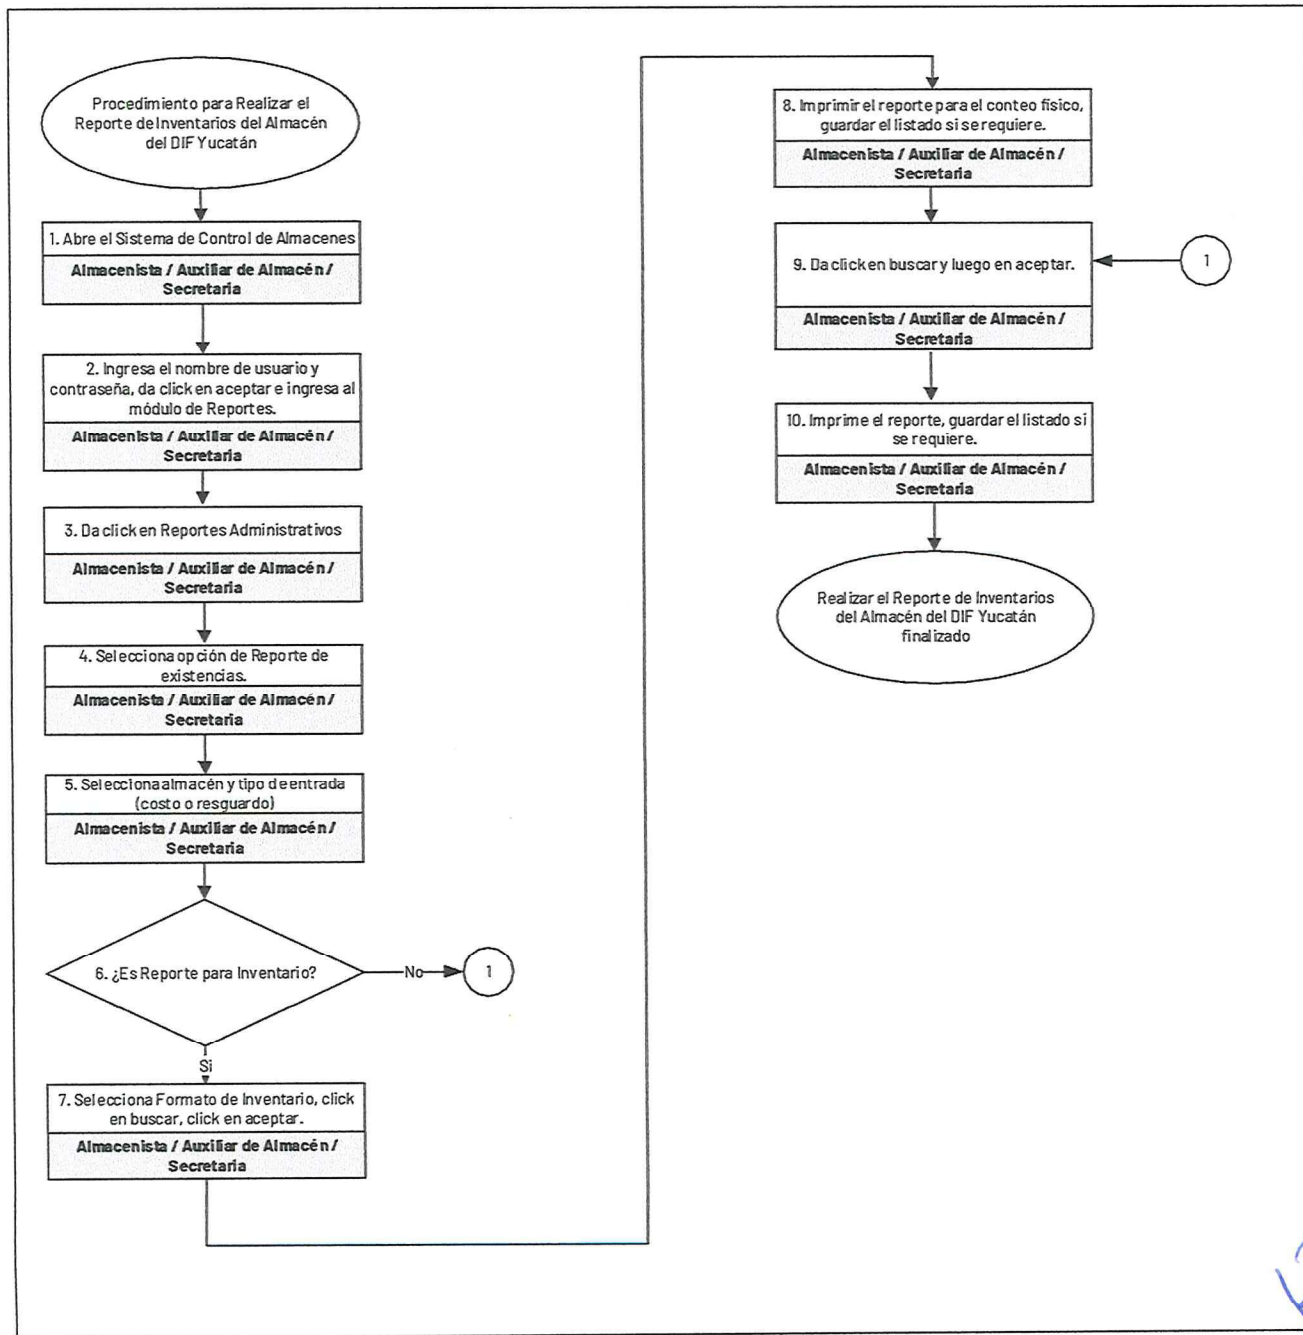 Procedimiento para Realizar el
Reporte de Inventarios del Almacén
del DIF Yucatán
1. Abre el Sistema de Control de Almacenes
Almacenista / Auxiliar de Almacén /
Secretaria
2. Ingresa el nombre de usuario y
contraseña, da click en aceptar e ingresa al
módulo de Reportes.
Almacenista / Auxiliar de Almacén /
Secretaria
3. Da click en Reportes Administrativos
Almacenista / Auxiliar de Almacén /
Secretaria
4. Selecciona opción de Reporte de
existencias.
Almacenista / Auxiliar de Almacén /
Secretaria
5. Selecciona almacén y tipo de entrada
(costo o resguardo)
Almacenista / Auxiliar de Almacén /
Secretaria
6. ¿Es Reporte para Inventario?
No
1
Si
7. Selecciona Formato de Inventario, click
en buscar, click en aceptar.
Almacenista / Auxiliar de Almacén /
Secretaria
8. Imprimir el reporte para el conteo físico,
guardar el listado si se requiere.
Almacenista / Auxiliar de Almacén /
Secretaria
9. Da click en buscar y luego en aceptar.
1
Almacenista / Auxiliar de Almacén /
Secretaria
10. Imprime el reporte, guardar el listado si
se requiere.
Almacenista / Auxiliar de Almacén /
Secretaria
Realizar el Reporte de Inventarios
del Almacén del DIF Yucatán
finalizado